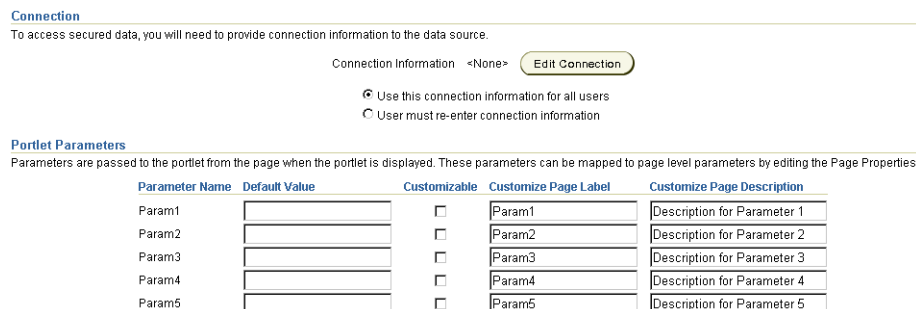 Connection
To access secured data, you will need to provide connection information to the data source.
Connection Information <None> Edit Connection
Use this connection information for all users
User must re-enter connection information
Portlet Parameters
Parameters are passed to the portlet from the page when the portlet is displayed. These parameters can be mapped to page level parameters by editing the Page Properties
Parameter Name Default Value Customizable Customize Page Label Customize Page Description
Param1 Param1 Description for Parameter 1
Param2 Param2 Description for Parameter 2
Param3 Param3 Description for Parameter 3
Param4 Param4 Description for Parameter 4
Param5 Param5 Description for Parameter 5